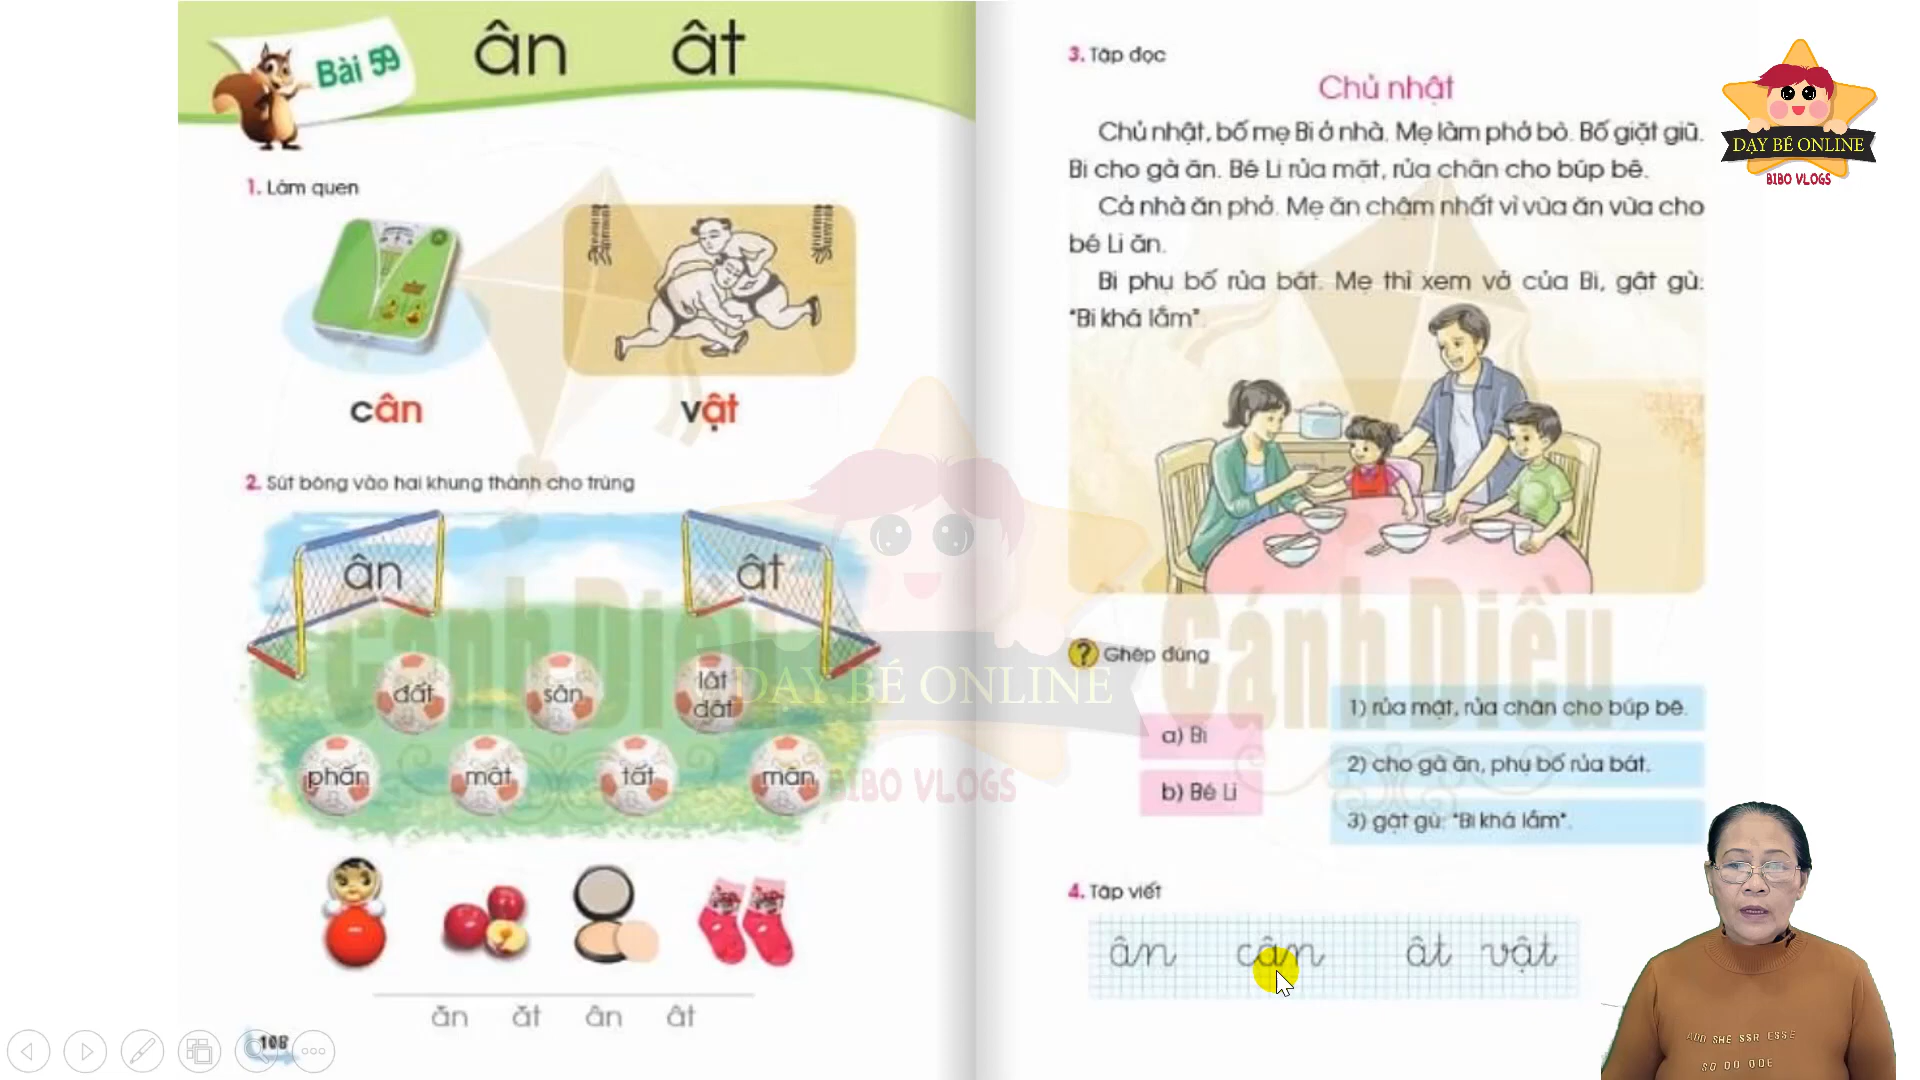 Bài 59
ân ât
1. Làm quen
cân
vật
2. Sút bóng vào hai khung thành cho trúng
ân
ât
đất
sân
lật
đật
phấn
mật
tất
mận
ăn ăt ân ât
108
3. Tập đọc
Chủ nhật
Chủ nhật, bố mẹ Bi ở nhà. Mẹ làm phở bò. Bố giặt giũ.
Bi cho gà ăn. Bé Li rửa mặt, rửa chân cho búp bê.
Cả nhà ăn phở. Mẹ ăn chậm nhất vì vừa ăn vừa cho
bé Li ăn.
Bi phụ bố rửa bát. Mẹ thì xem vở của Bi, gật gù:
"Bi khá lắm".
Ghép đúng
a) Bi
b) Bé Li
1) rửa mặt, rửa chân cho búp bê.
2) cho gà ăn, phụ bố rửa bát.
3) gật gù: "Bi khá lắm".
4. Tập viết
ân cân ât vật
Cánh Diều
Cánh Diều
DẠY BÉ ONLINE
BIBO VLOGS
DẠY BÉ ONLINE
BIBO VLOGS